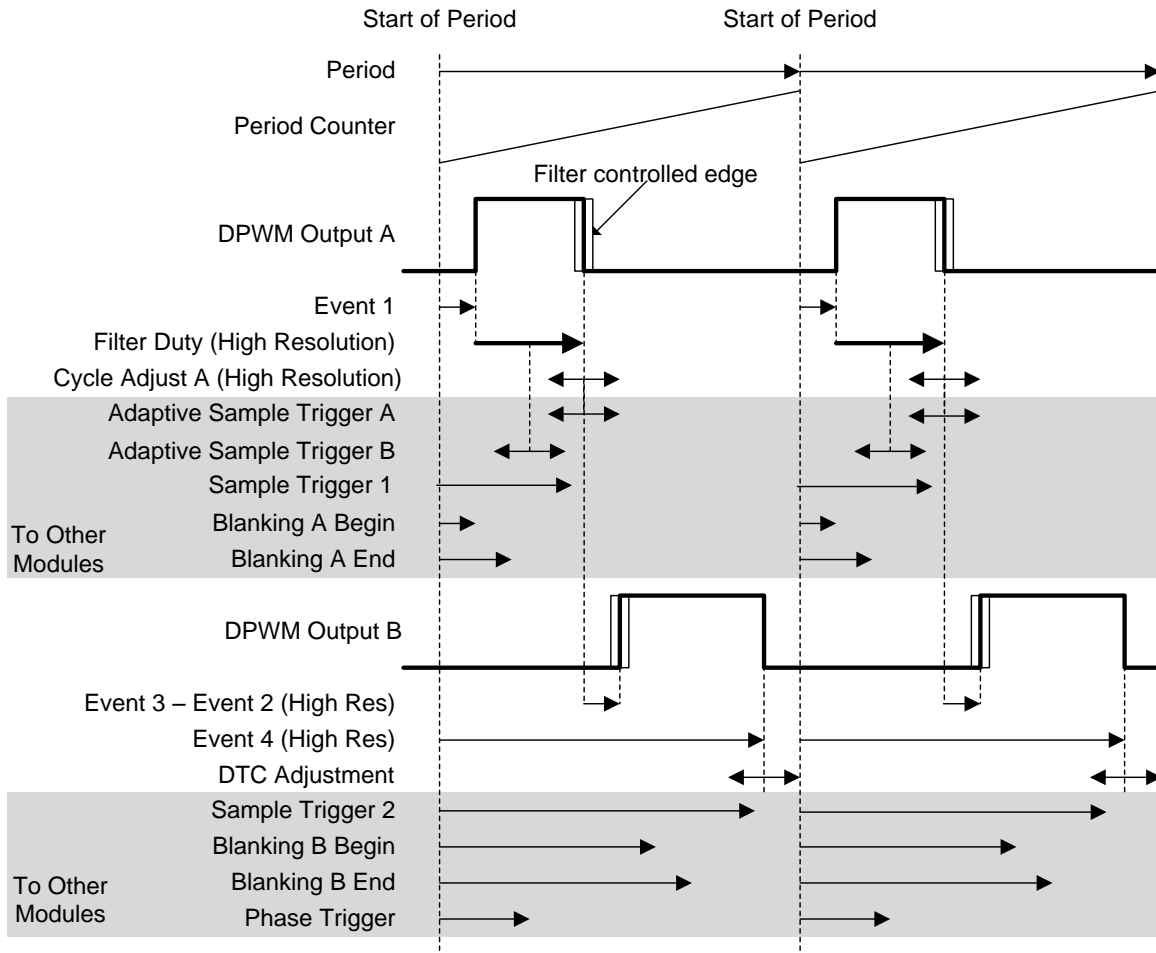 Start of Period
Start of Period
Period
Period Counter
Filter controlled edge
DPWM Output A
Event 1
Filter Duty (High Resolution)
Cycle Adjust A (High Resolution)
Adaptive Sample Trigger A
Adaptive Sample Trigger B
Sample Trigger 1
Blanking A Begin
Blanking A End
To Other
Modules
DPWM Output B
Event 3 – Event 2 (High Res)
Event 4 (High Res)
DTC Adjustment
Sample Trigger 2
Blanking B Begin
Blanking B End
Phase Trigger
To Other
Modules